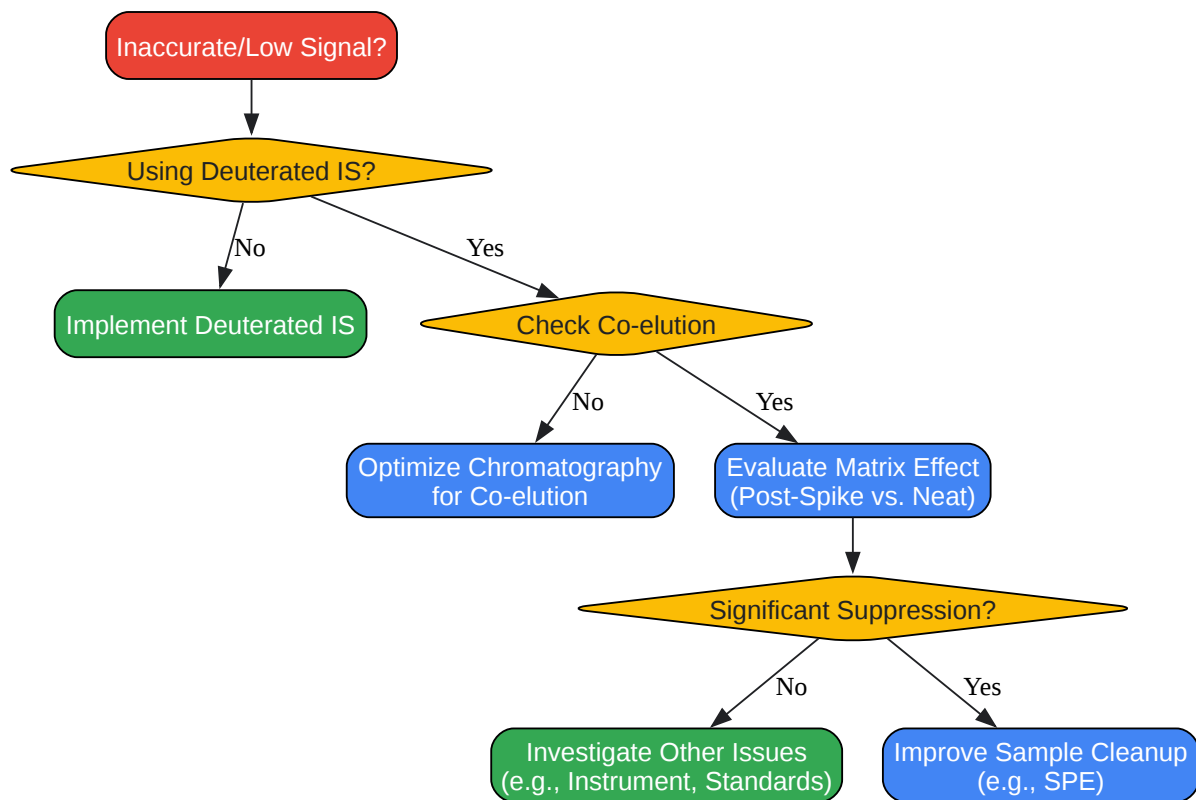 Inaccurate/Low Signal?
Using Deuterated IS?
No
Yes
Implement Deuterated IS
Check Co-elution
No
Yes
Optimize Chromatography
for Co-elution
Evaluate Matrix Effect
(Post-Spike vs. Neat)
Significant Suppression?
No
Yes
Investigate Other Issues
(e.g., Instrument, Standards)
Improve Sample Cleanup
(e.g., SPE)